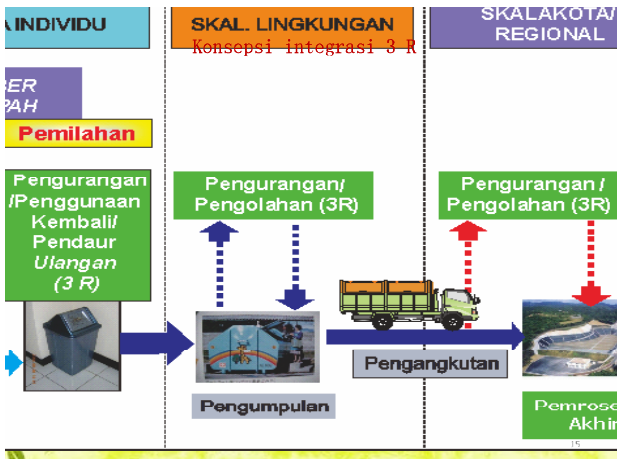 INDIVIDU
SKAL. LINGKUNGAN
SKALAKOTA/
REGIONAL
Konsepsi integrasi 3 R
BER
PAH
Pemilahan
Pengurangan
/Penggunaan
Kembali/
Pendaur
Ulangan
(3 R)
Pengurangan/
Pengolahan (3R)
Pengurangan /
Pengolahan (3R)
Pengangkutan
Pengumpulan
Pemros
Akhir
15